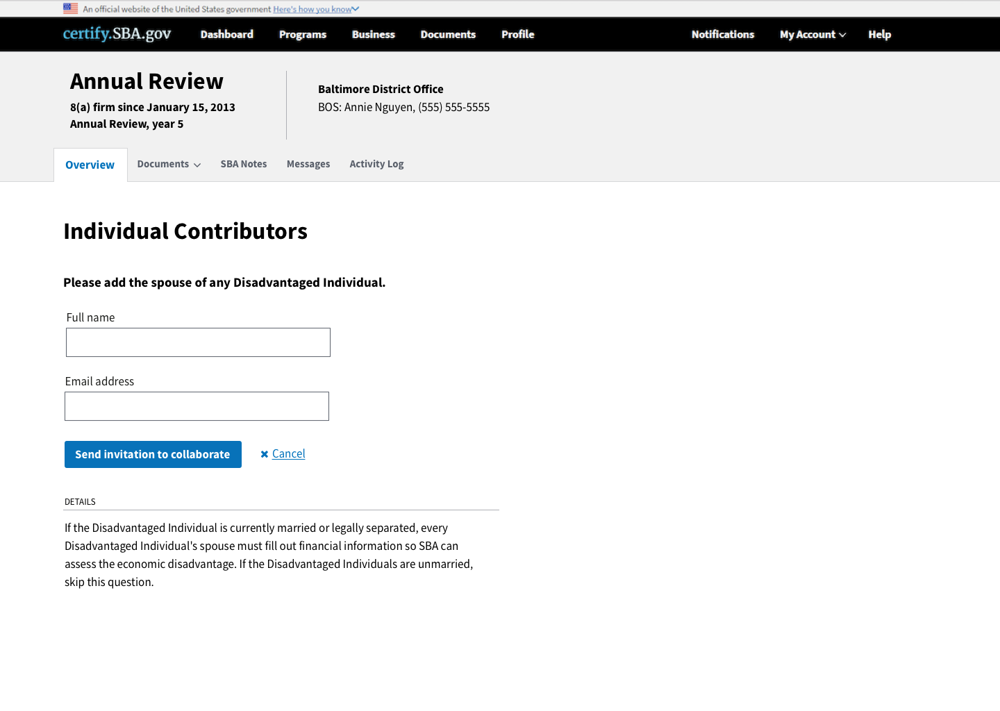 An official website of the United States government Here's how you know
certify.SBA.gov Dashboard Programs Business Documents Profile Notifications My Account Help
Annual Review
8(a) firm since January 15, 2013
Annual Review, year 5
Baltimore District Office
BOS: Annie Nguyen, (555) 555-5555
Overview Documents SBA Notes Messages Activity Log
Individual Contributors
Please add the spouse of any Disadvantaged Individual.
Full name
Email address
Send invitation to collaborate Cancel
DETAILS
If the Disadvantaged Individual is currently married or legally separated, every
Disadvantaged Individual's spouse must fill out financial information so SBA can
assess the economic disadvantage. If the Disadvantaged Individuals are unmarried,
skip this question.